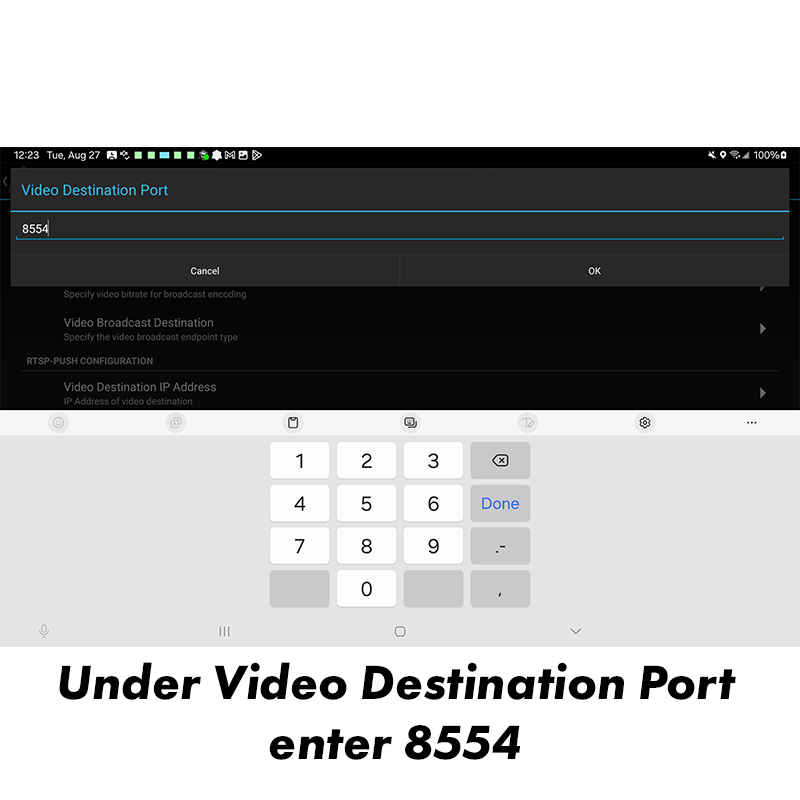 12:23 Tue, Aug 27
100%
Video Destination Port
8554
Cancel
OK
Specify video bitrate for broadcast encoding
Video Broadcast Destination
Specify the video broadcast endpoint type
RTSP-PUSH CONFIGURATION
Video Destination IP Address
IP Address of video destination
1
2
3
4
5
6
Done
7
8
9
.-
0
,
Under Video Destination Port
enter 8554